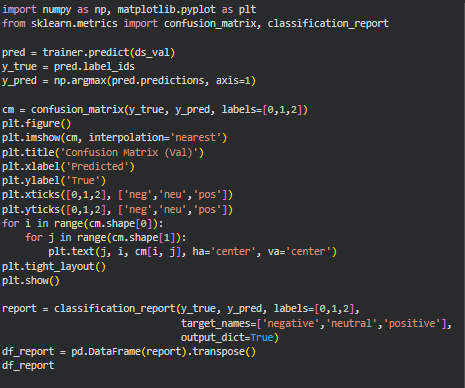 import numpy as np, matplotlib.pyplot as plt
from sklearn.metrics import confusion_matrix, classification_report

pred = trainer.predict(ds_val)
y_true = pred.label_ids
y_pred = np.argmax(pred.predictions, axis=1)

cm = confusion_matrix(y_true, y_pred, labels=[0,1,2])
plt.figure()
plt.imshow(cm, interpolation='nearest')
plt.title('Confusion Matrix (Val)')
plt.xlabel('Predicted')
plt.ylabel('True')
plt.xticks([0,1,2], ['neg','neu','pos'])
plt.yticks([0,1,2], ['neg','neu','pos'])
for i in range(cm.shape[0]):
    for j in range(cm.shape[1]):
        plt.text(j, i, cm[i, j], ha='center', va='center')
plt.tight_layout()
plt.show()

report = classification_report(y_true, y_pred, labels=[0,1,2],
                               target_names=['negative','neutral','positive'],
                               output_dict=True)
df_report = pd.DataFrame(report).transpose()
df_report